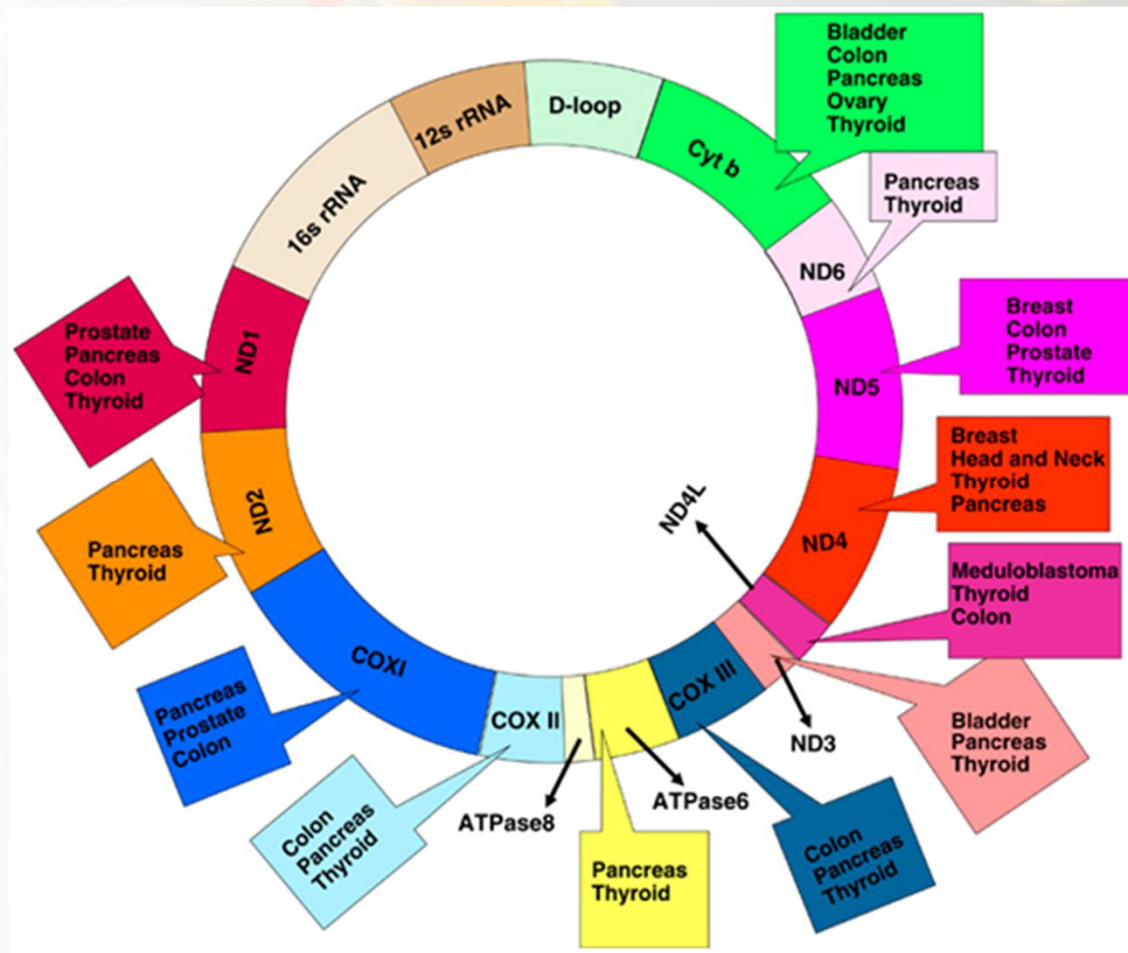 D-loop
Cyt b
Bladder
Colon
Pancreas
Ovary
Thyroid
ND6
Pancreas
Thyroid
ND5
Breast
Colon
Prostate
Thyroid
ND4
Breast
Head and Neck
Thyroid
Pancreas
ND4L
Meduloblastoma
Thyroid
Colon
ND3
Bladder
Pancreas
Thyroid
COX III
Colon
Pancreas
Thyroid
ATPase6
Pancreas
Thyroid
ATPase8
COX II
Colon
Pancreas
Thyroid
COXI
Pancreas
Prostate
Colon
ND2
Pancreas
Thyroid
ND1
Prostate
Pancreas
Colon
Thyroid
16s rRNA
12s rRNA